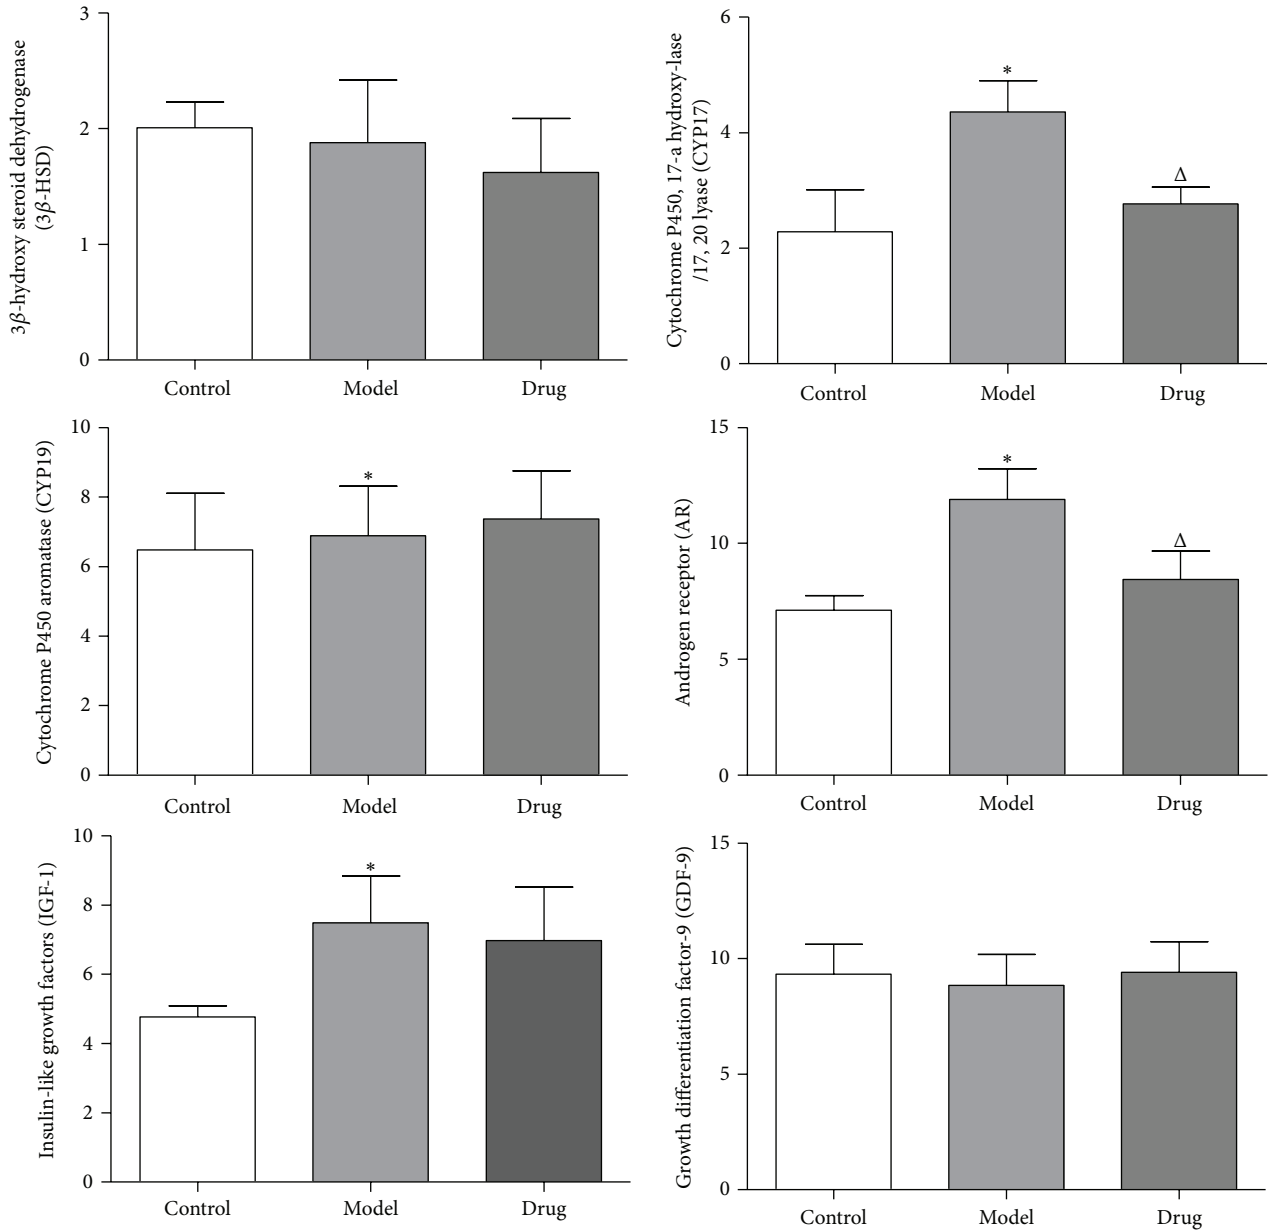 3β-hydroxy steroid dehydrogenase
(3β-HSD)
3
2
1
0
Control
Model
Drug
Cytochrome P450, 17-a hydroxy-lase
/17, 20 lyase (CYP17)
6
4
2
0
*
Δ
Control
Model
Drug
Cytochrome P450 aromatase (CYP19)
10
8
6
4
2
0
*
Control
Model
Drug
Androgen receptor (AR)
15
10
5
0
*
Δ
Control
Model
Drug
Insulin-like growth factors (IGF-1)
10
8
6
4
2
0
*
Control
Model
Drug
Growth differentiation factor-9 (GDF-9)
15
10
5
0
Control
Model
Drug